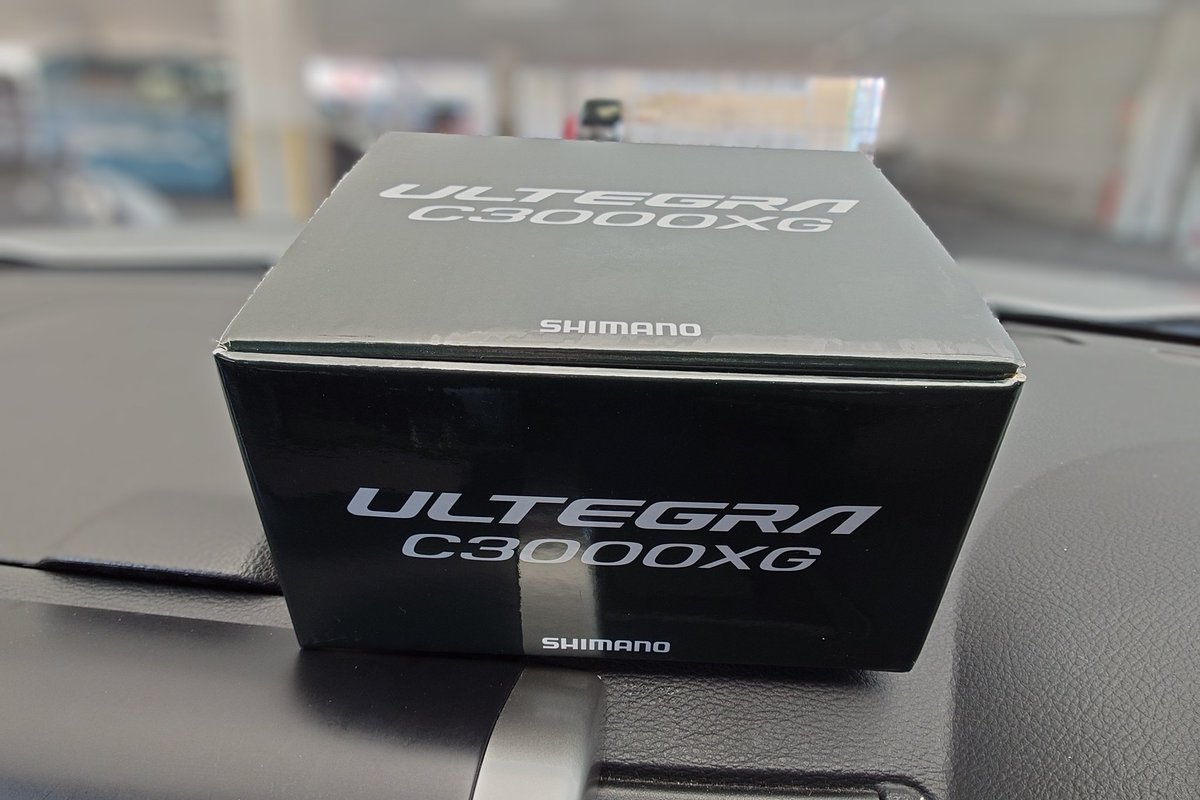 ULTEGRA
C3000XG
SHIMANO
ULTEGRA
C3000XG
SHIMANO